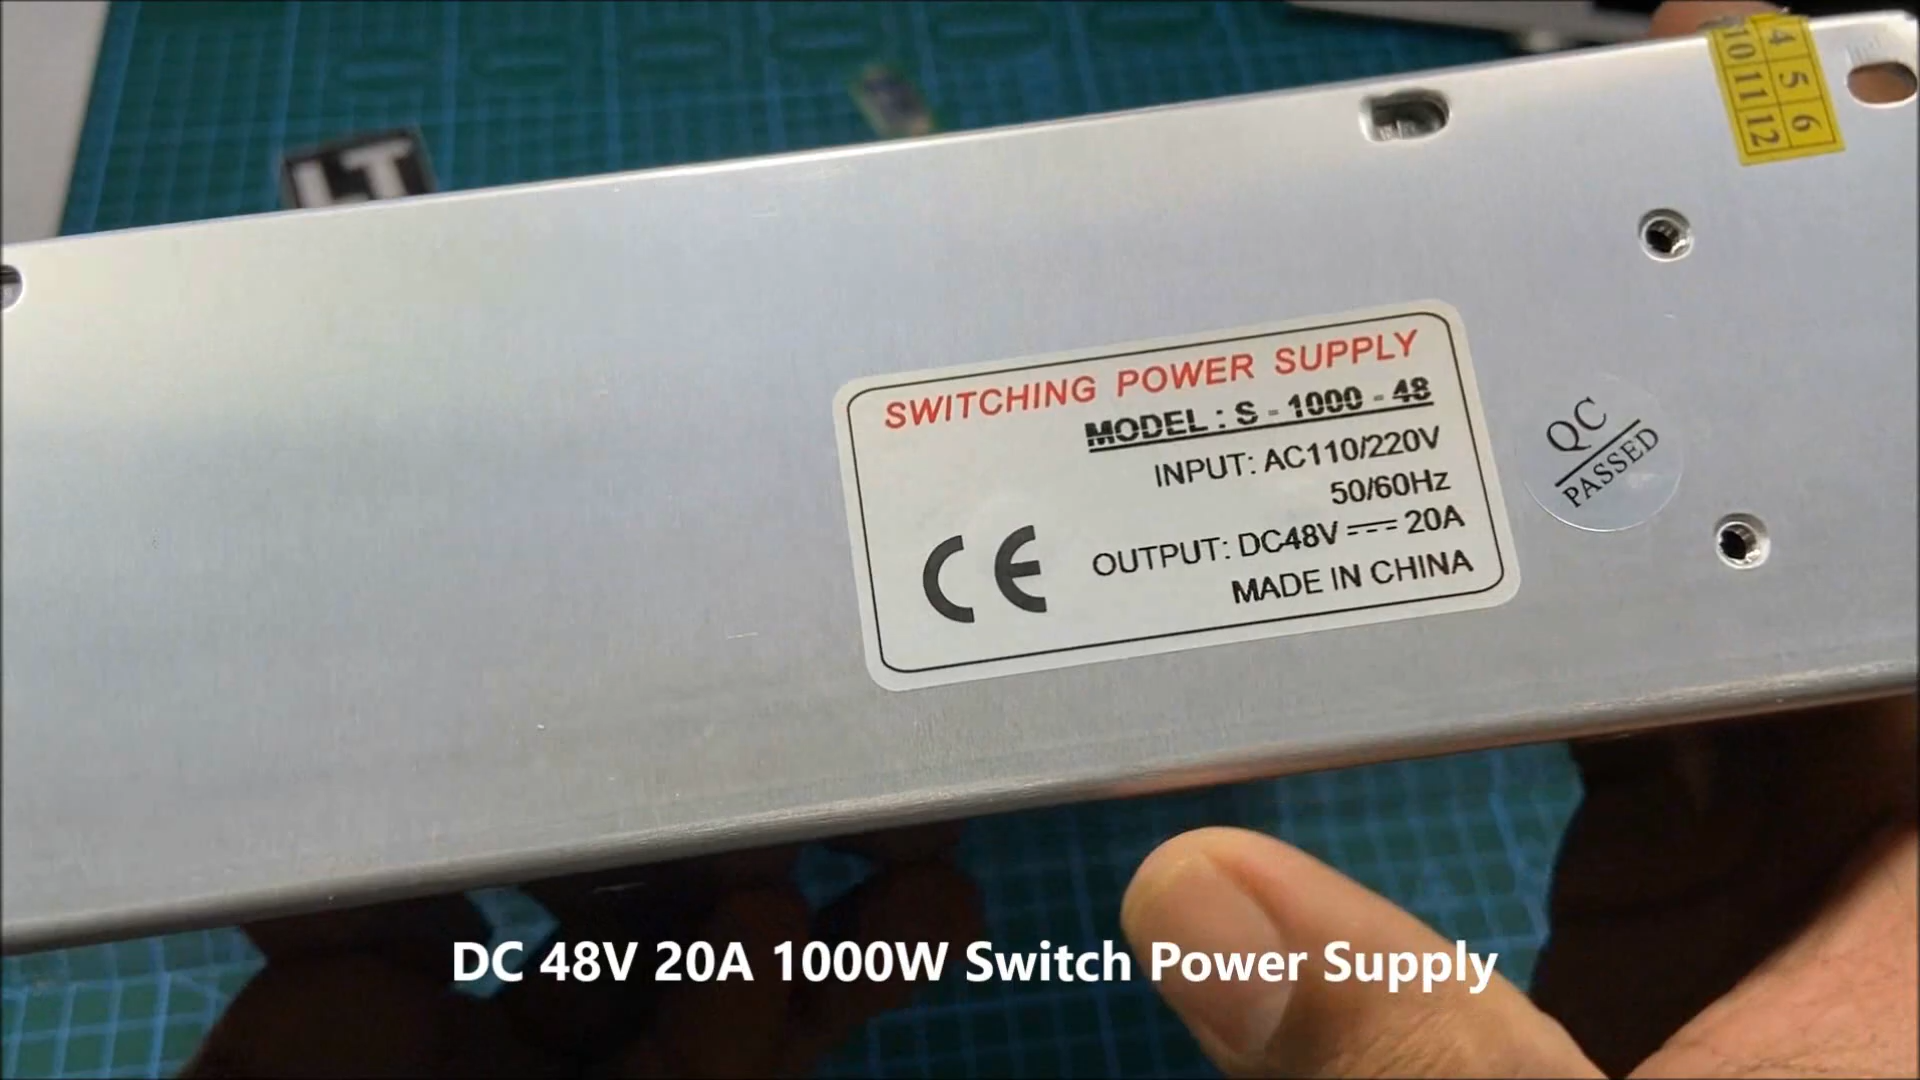 LT
4 5 6
10 11 12
SWITCHING POWER SUPPLY
MODEL : S - 1000 - 48
INPUT: AC110/220V
50/60Hz
OUTPUT: DC48V 20A
MADE IN CHINA
CE
QC
PASSED
DC 48V 20A 1000W Switch Power Supply